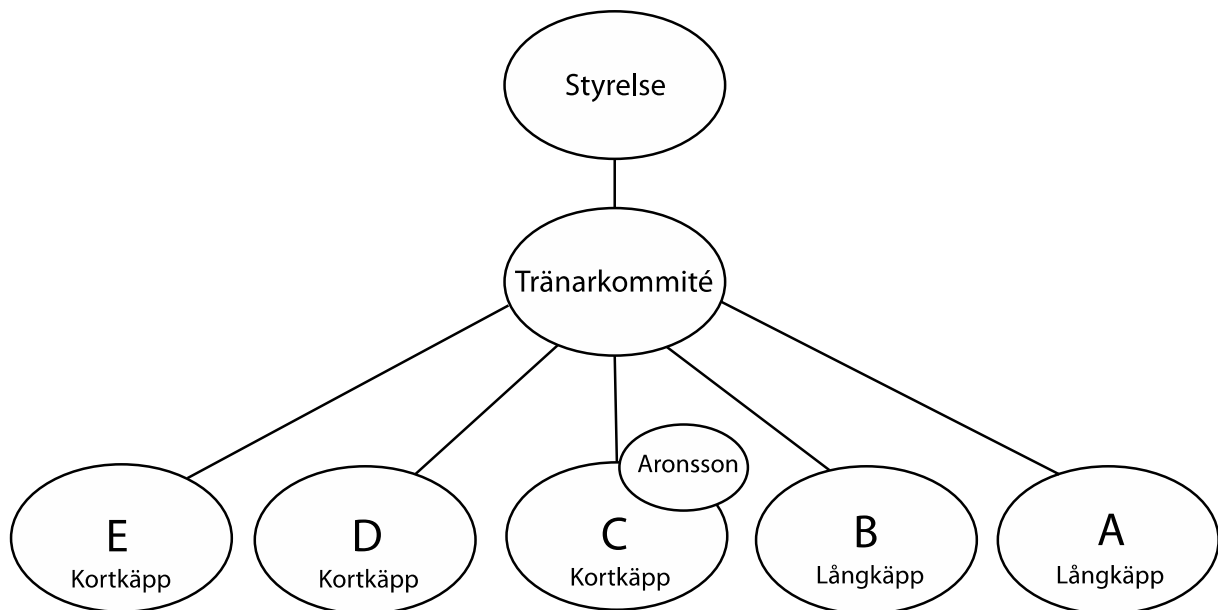 Styrelse
Tränarkommité
Aronsson
E
Kortkäpp
D
Kortkäpp
C
Kortkäpp
B
Långkäpp
A
Långkäpp